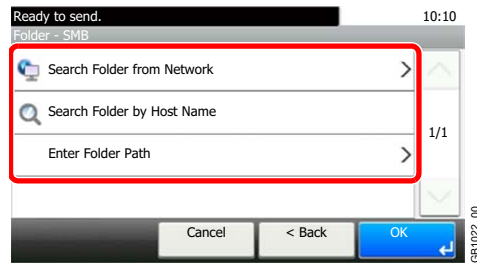 Ready to send. 10:10
Folder - SMB
Search Folder from Network
Search Folder by Host Name
1/1
Enter Folder Path
Cancel < Back OK
GB1022_00